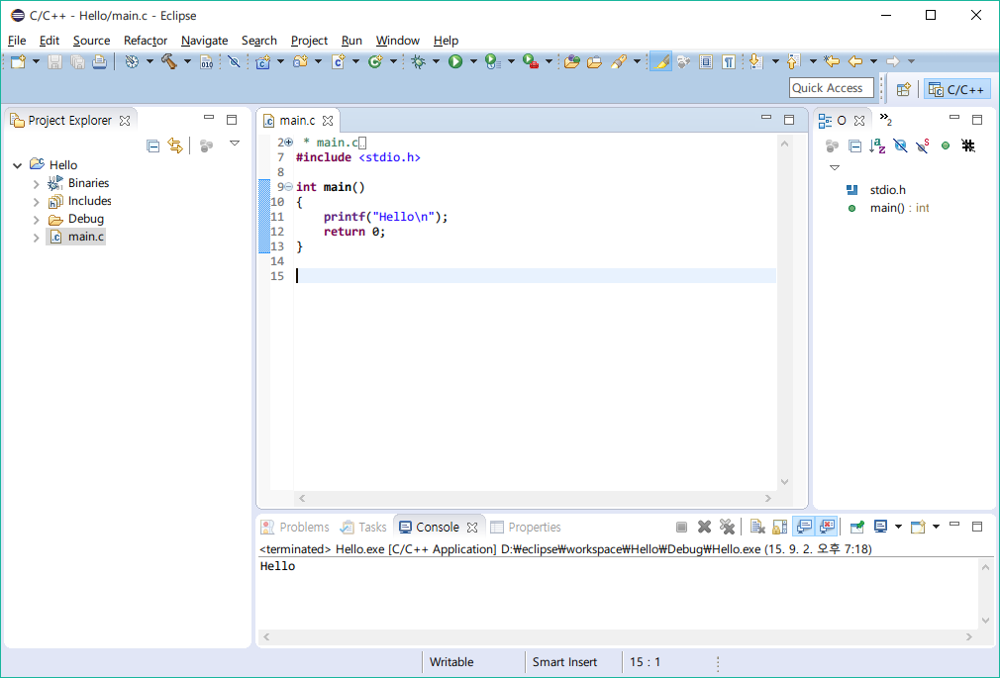 C/C++ - Hello/main.c - Eclipse
File Edit Source Refactor Navigate Search Project Run Window Help
010
Quick Access C/C++
Project Explorer
Hello
Binaries
Includes
Debug
main.c
main.c
2 * main.c
7 #include <stdio.h>
8
9 int main()
10 {
11 printf("Hello\n");
12 return 0;
13 }
14
15
O »2
stdio.h
main() : int
Problems Tasks Console Properties
<terminated> Hello.exe [C/C++ Application] D:₩eclipse₩workspace₩Hello₩Debug₩Hello.exe (15. 9. 2. 오후 7:18)
Hello
Writable Smart Insert 15 : 1